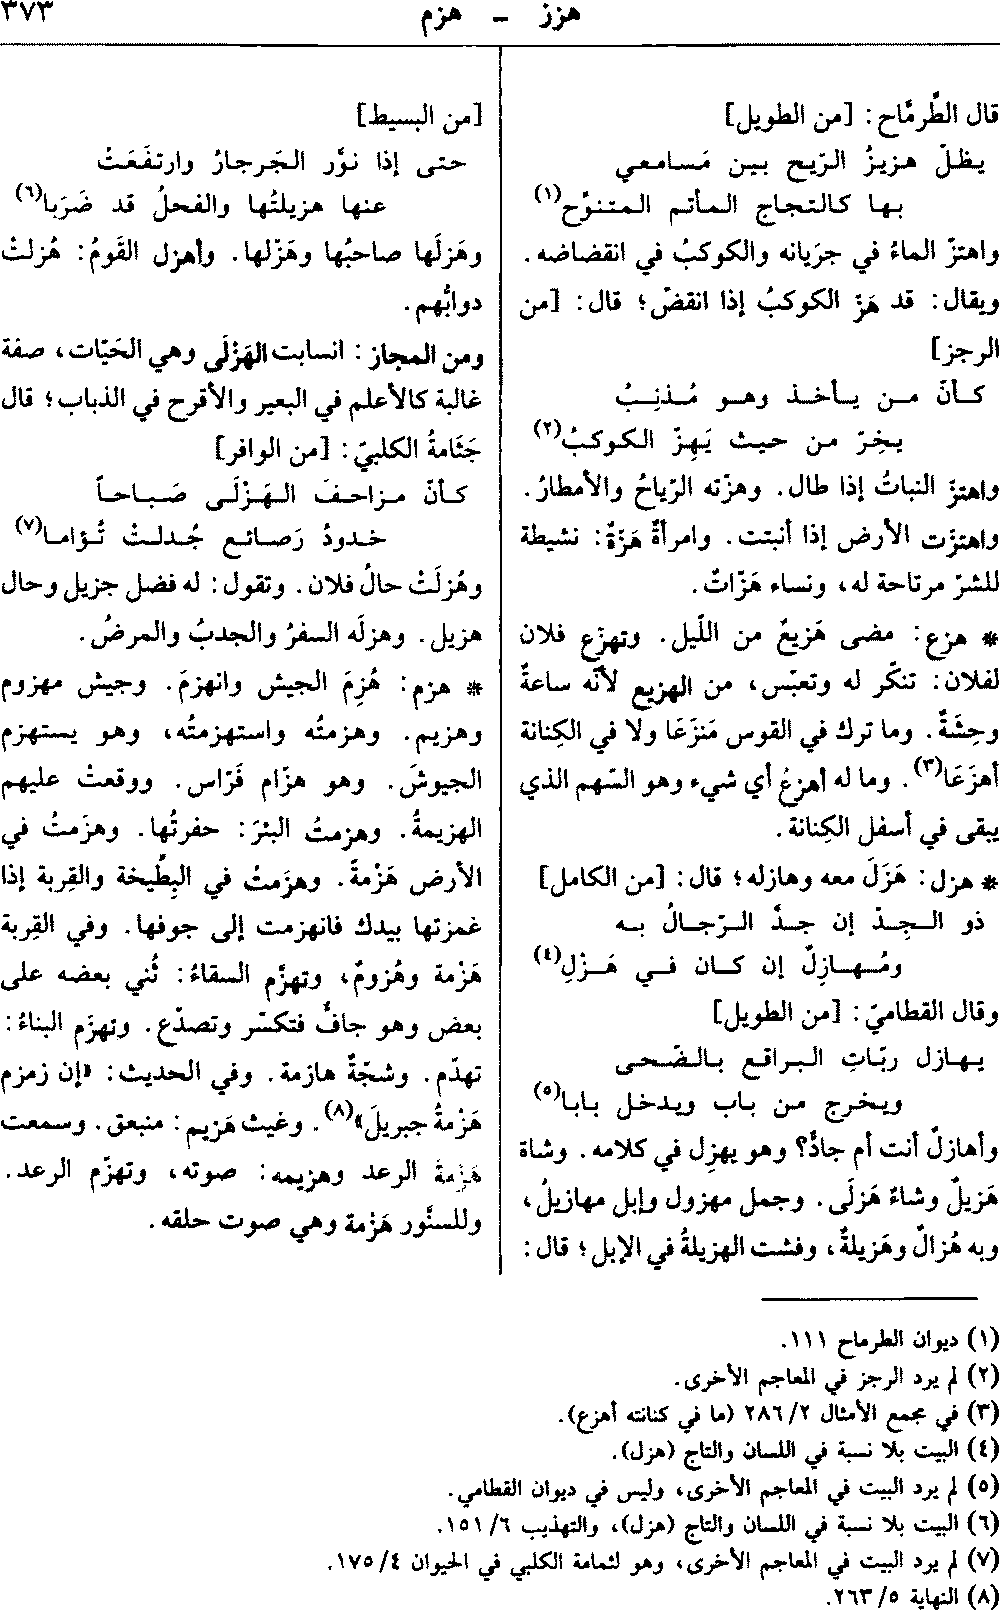 هزز – هزم
٣٧٣
قال الطِّرمَّاح: [من الطويل]
يظلّ هزيزُ الرّيح بين مَسامعي
بها كالتجاج المأتم المتنوِّح(١)
واهتزّ الماءُ في جرَيانه والكوكبُ في انقضاضه.
ويقال: قد هَزّ الكوكبُ إذا انقضّ؛ قال: [من
الرجز]
كأنّ من يأخذ وهو مُذنِبُ
يخِرّ من حيث يَهِزّ الكوكبُ(٢)
واهتزّ النباتُ إذا طال. وهزّته الرّياحُ والأمطارُ.
واهتزّت الأرض إذا أنبتت. وامرأةٌ هَزّةٌ: نشيطة
للشرّ مرتاحة له، ونساء هَزّاتٌ.
* هزع: مضى هَزيعٌ من اللّيل. وتهزّع فلان
لفلان: تنكّر له وتعبّس، من الهزيع لأنّه ساعةٌ
وحِشَةٌ. وما ترك في القوس مَنزَعَا ولا في الكِنانة
أهزَعَا(٣). وما له أهزعُ أي شيء وهو السّهم الذي
يبقى في أسفل الكِنانة.
* هزل: هَزَلَ معه وهازله؛ قال: [من الكامل]
ذو الجِدّ إن جدَّ الرّجالُ به
ومُهازِلٌ إن كان في هَزْلِ(٤)
وقال القطاميّ: [من الطويل]
يهازل ربّاتِ البراقع بالضّحى
ويخرج من باب ويدخل بابا(٥)
وأهازلٌ أنت أم جادٌّ؟ وهو يهزِل في كلامه. وشاة
هَزيلٌ وشاءٌ هَزلَى. وجمل مهزول وإبل مهازيلُ،
وبه هُزالٌ وهَزيلةٌ، وفشت الهزيلةُ في الإبل؛ قال:
[من البسيط]
حتى إذا نوَّر الجَرجارُ وارتفَعَتْ
عنها هزيلتُها والفحلُ قد ضَرَبا(٦)
وهَزلَها صاحبُها وهَزّلها. وأهزل القَومُ: هُزلتْ
دوابُّهم.
ومن المجاز: انسابت الهَزْلَى وهي الحَيّات، صفة
غالبة كالأعلم في البعير والأقرح في الذباب؛ قال
جَثَامةُ الكلبيّ: [من الوافر]
كأنّ مزاحفَ الهَزْلَى صَباحاً
خدودُ رَصائع جُدلتْ تُؤاما(٧)
وهُزلَتْ حالُ فلان. وتقول: له فضل جزيل وحال
هزيل. وهزلَه السفرُ والجدبُ والمرضُ.
* هزم: هُزِمَ الجيش وانهزمَ. وجيش مهزوم
وهزيم. وهزمتُه واستهزمتُه، وهو يستهزم
الجيوشَ. وهو هزّام فَرّاس. ووقعتْ عليهم
الهزيمةُ. وهزمتُ البئرَ: حفرتُها. وهزَمتُ في
الأرض هَزْمةً. وهزَمتُ في البِطِّيخة والقِربة إذا
غمزتها بيدك فانهزمت إلى جوفها. وفي القِربة
هَزْمة وهُزومٌ، وتهزَّم السقاءُ: ثُني بعضه على
بعض وهو جافٌّ فتكسّر وتصدّع. وتهزَم البناءُ:
تهدّم. وشجّةٌ هازمة. وفي الحديث: «إن زمزم
هَزْمةُ جبريلَ»(٨). وغيث هَزيم: منبعق. وسمعت
هَزمةَ الرعد وهزيمه: صوته، وتهزّم الرعد.
وللسنَّور هَزْمة وهي صوت حلقه.
(١) ديوان الطرماح ١١١.
(٢) لم يرد الرجز في المعاجم الأخرى.
(٣) في مجمع الأمثال ٢/ ٢٨٦ (ما في كنانته أهزع).
(٤) البيت بلا نسبة في اللسان والتاج (هزل).
(٥) لم يرد البيت في المعاجم الأخرى، وليس في ديوان القطامي.
(٦) البيت بلا نسبة في اللسان والتاج (هزل)، والتهذيب ٦/ ١٥١.
(٧) لم يرد البيت في المعاجم الأخرى، وهو لثمامة الكلبي في الحيوان ٤/ ١٧٥.
(٨) النهاية ٥/ ٢٦٣.